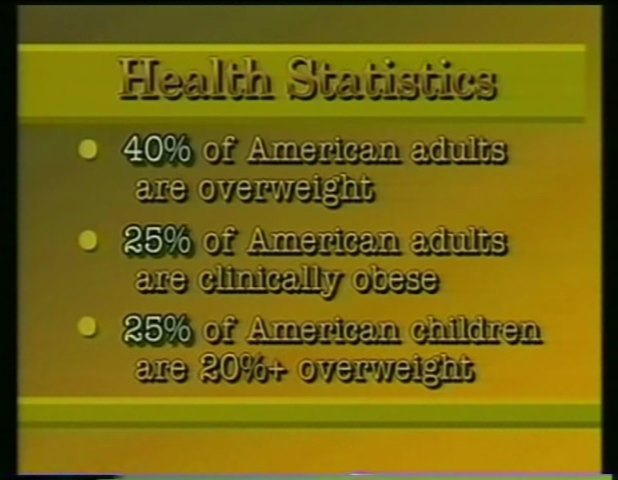 Health Statistics
40% of American adults
are overweight
25% of American adults
are clinically obese
25% of American children
are 20%+ overweight